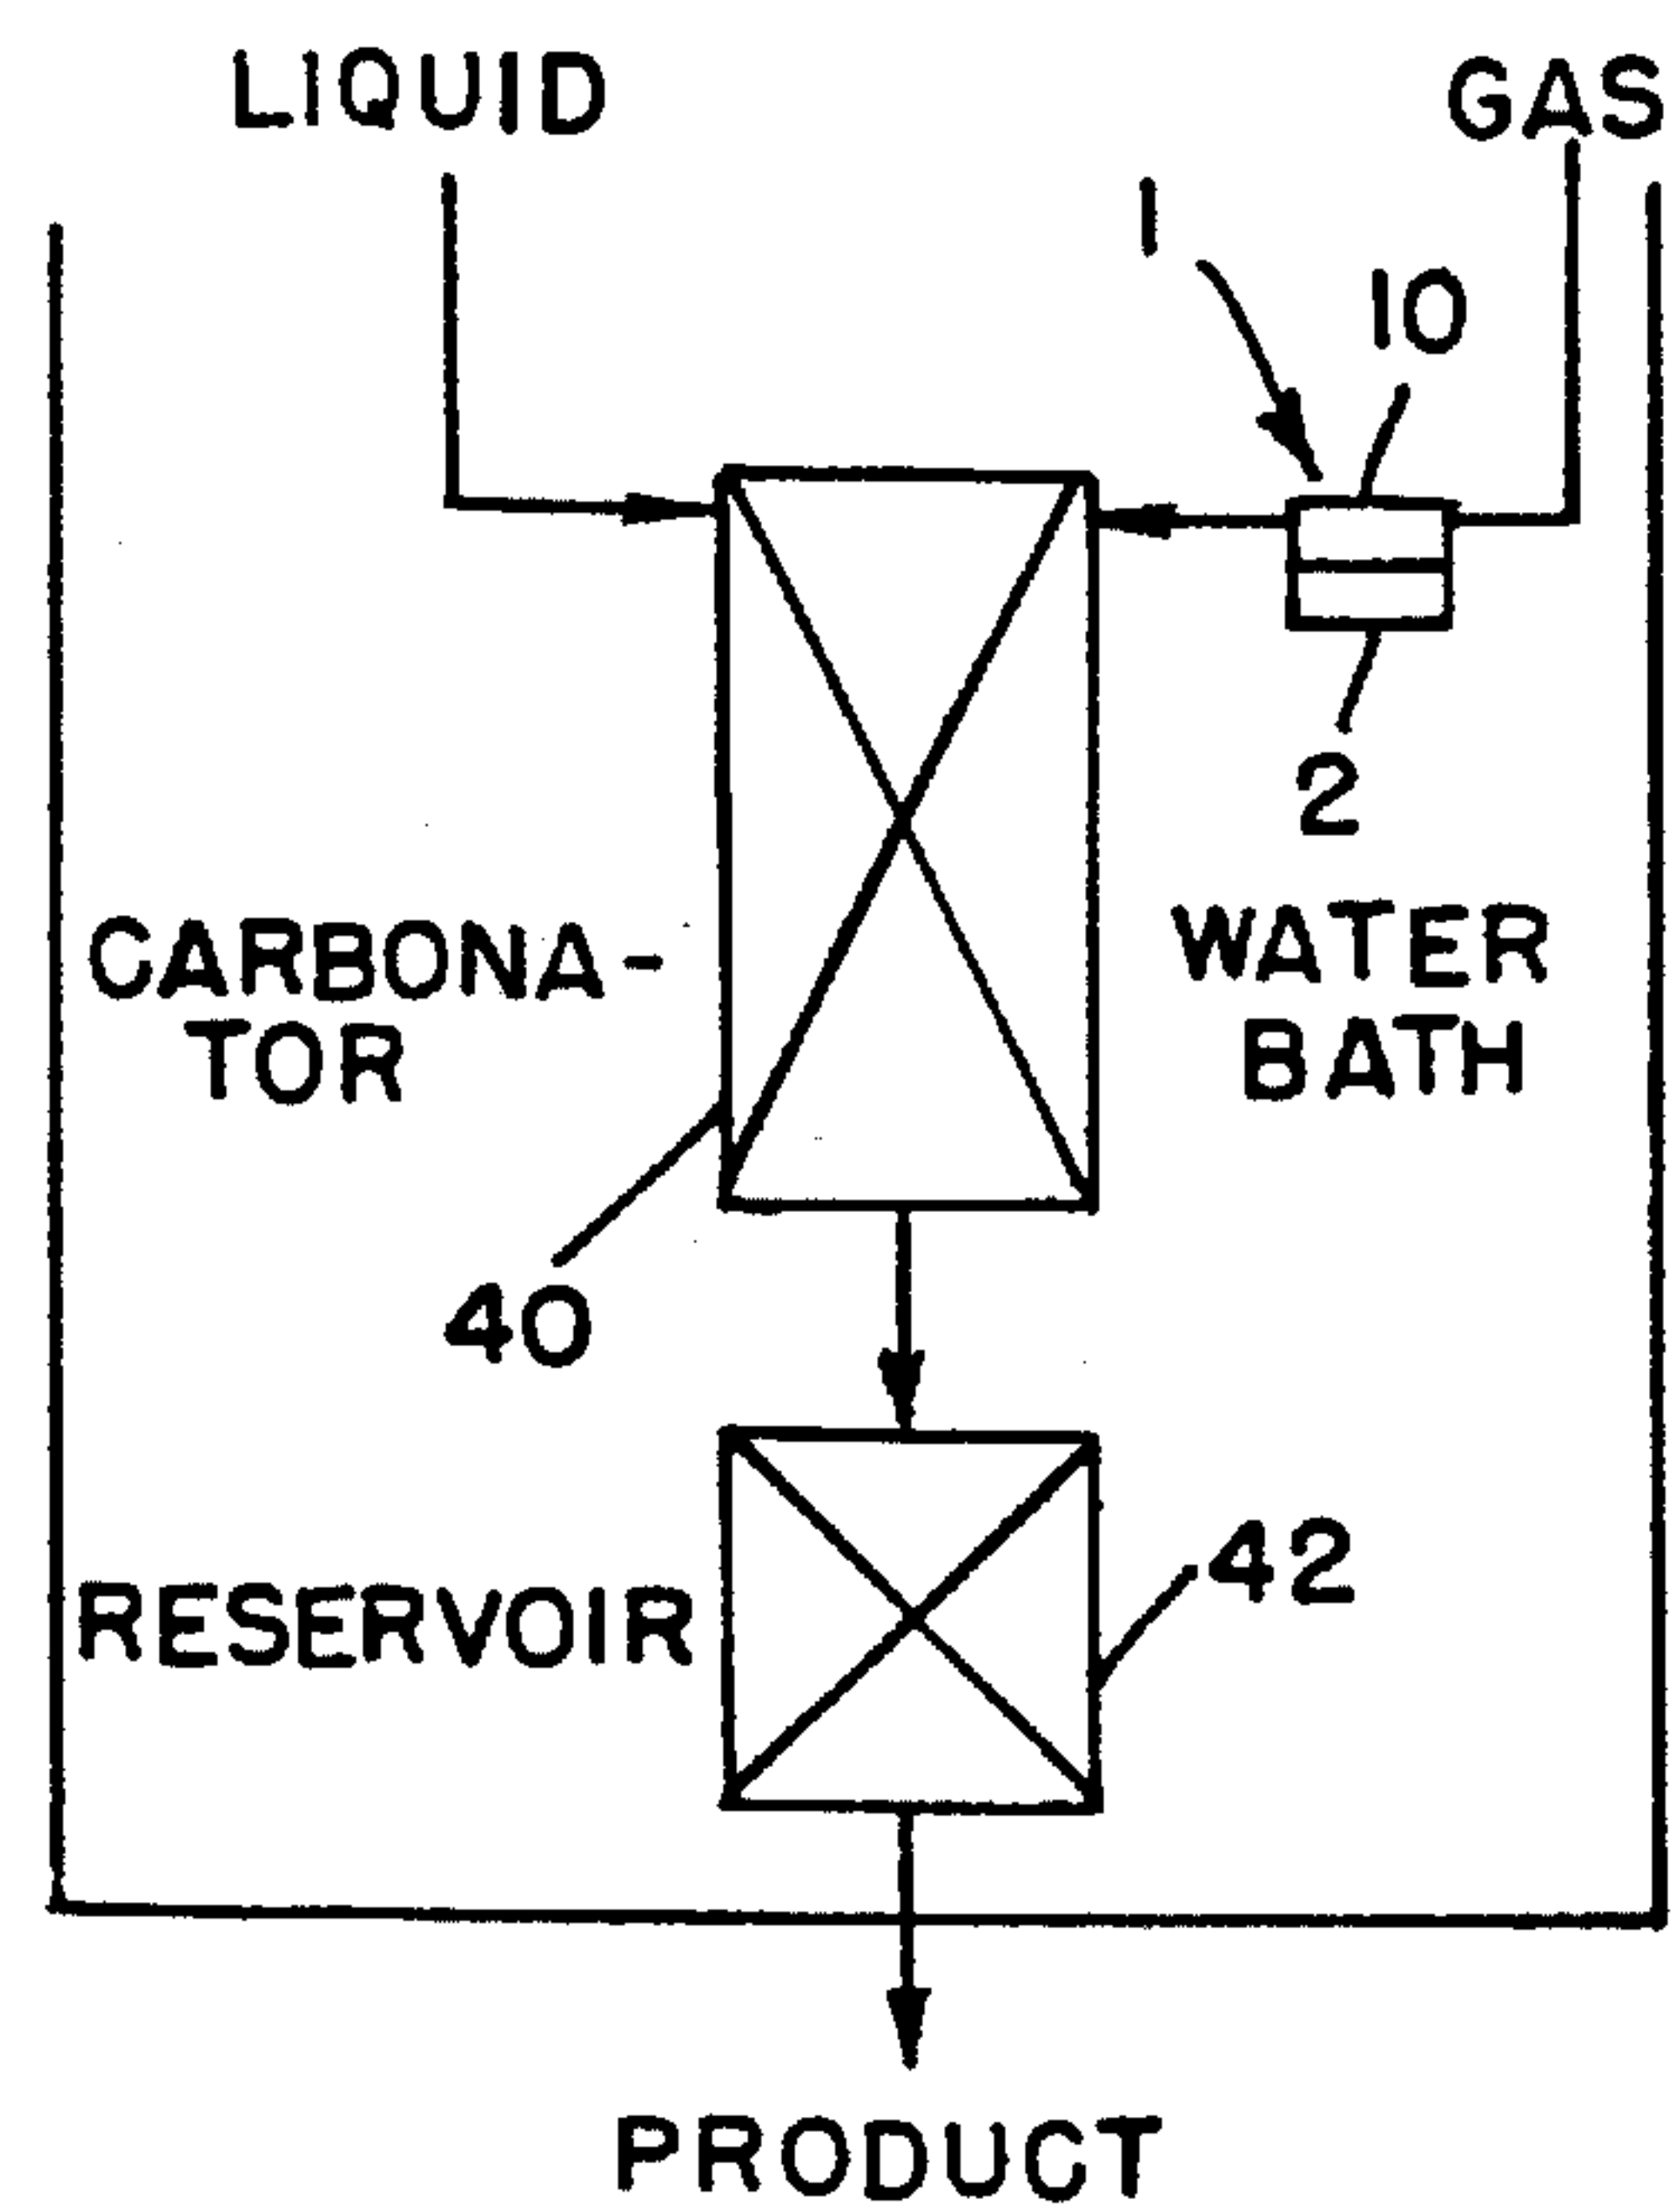 LIQUID
GAS
1
10
2
CARBONA-
TOR
WATER
BATH
40
42
RESERVOIR
PRODUCT